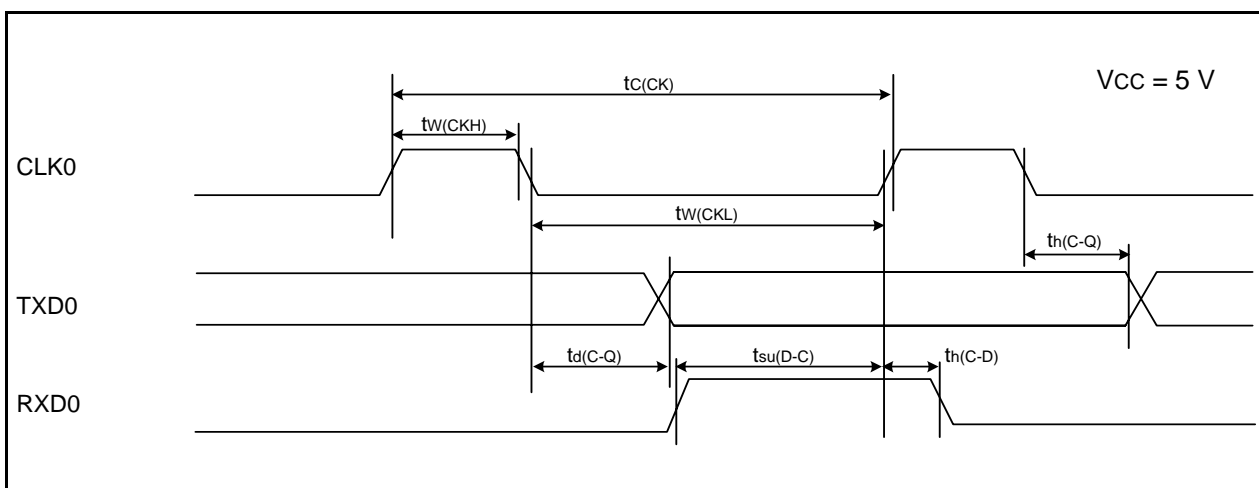 VCC = 5 V
tC(CK)
tW(CKH)
CLK0
tW(CKL)
th(C-Q)
TXD0
td(C-Q)
tsu(D-C)
th(C-D)
RXD0